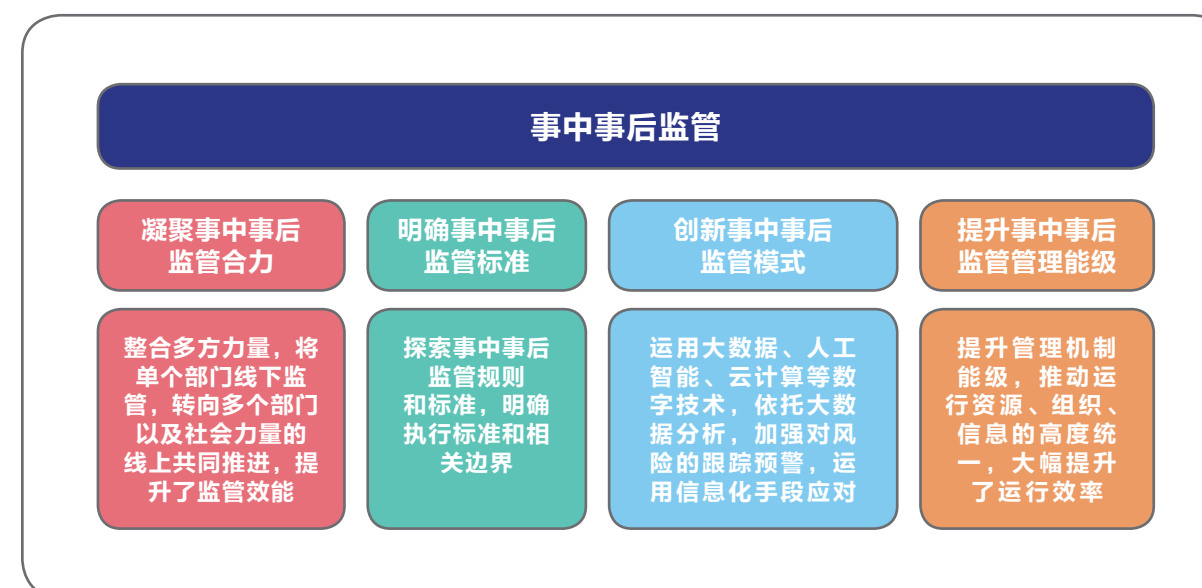 事中事后监管
凝聚事中事后
监管合力
整合多方力量，将
单个部门线下监
管，转向多个部门
以及社会力量的
线上共同推进，提
升了监管效能
明确事中事后
监管标准
探索事中事后
监管规则
和标准，明确
执行标准和相
关边界
创新事中事后
监管模式
运用大数据、人工
智能、云计算等数
字技术，依托大数
据分析，加强对风
险的跟踪预警，运
用信息化手段应对
提升事中事后
监管管理能级
提升管理机制
能级，推动运
行资源、组织、
信息的高度统
一，大幅提升
了运行效率